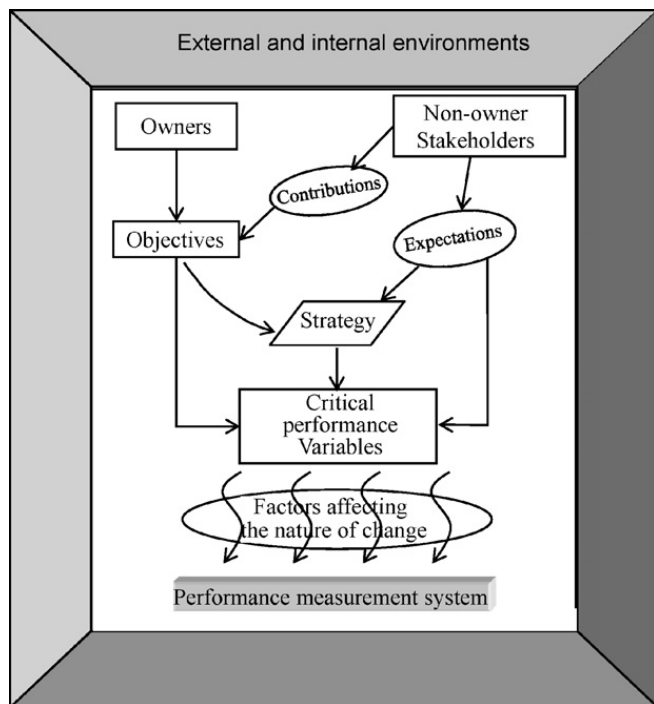 External and internal environments
Owners
Non-owner
Stakeholders
Contributions
Objectives
Expectations
Strategy
Critical
performance
Variables
Factors affecting
the nature of change
Performance measurement system